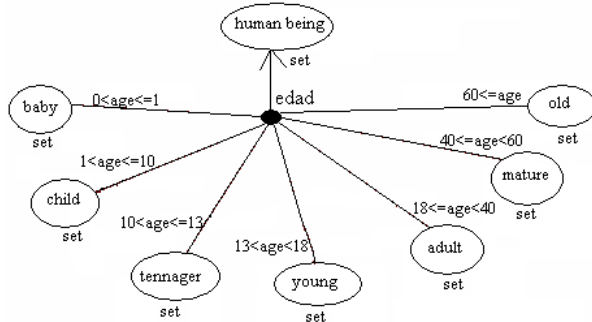 human being
set
edad
baby
0<age<=1
set
60<=age
old
set
40<=age<60
mature
set
1<age<=10
child
set
18<=age<40
adult
set
10<age<=13
tennager
set
13<age<18
young
set